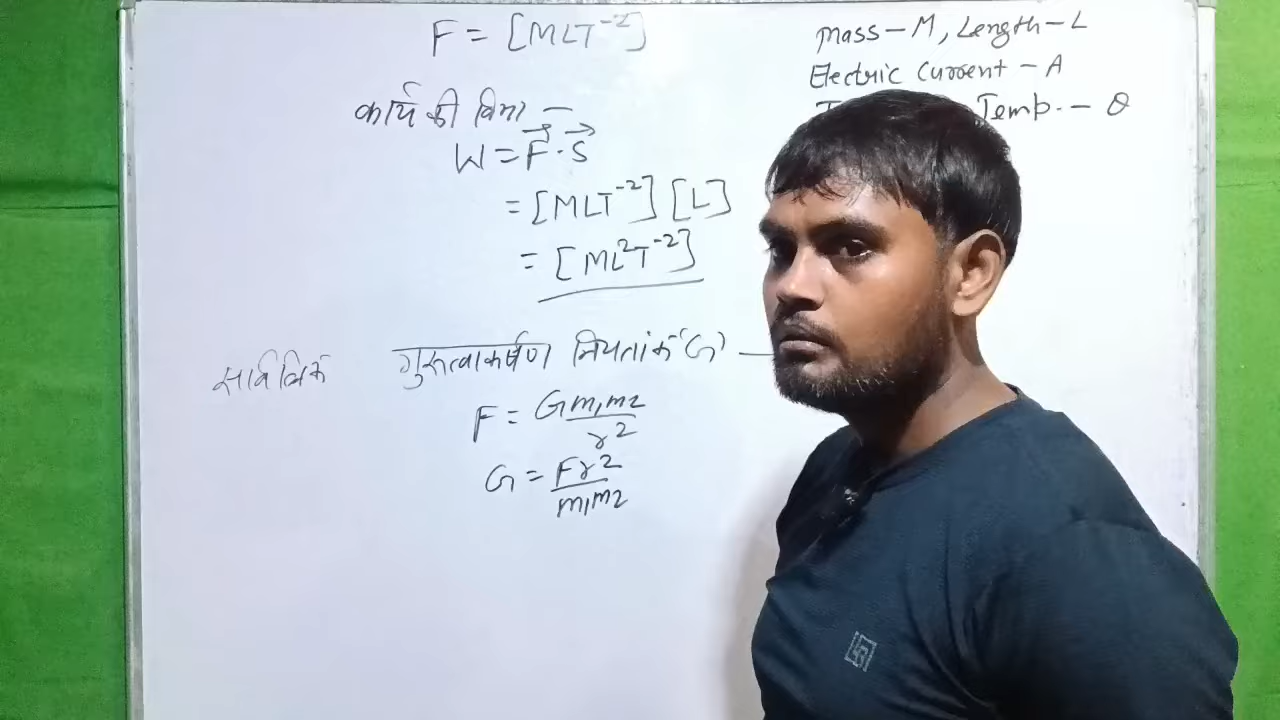 F = [MLT⁻²]
Mass – M, Length – L
Electric Current – A
Temp. – θ
कार्य की विमा –
W = F⃗ · S⃗
= [MLT⁻²] [L]
= [ML²T⁻²]
सार्वत्रिक गुरुत्वाकर्षण नियतांक 'G' –
F = Gm₁m₂/r²
G = Fr²/m₁m₂